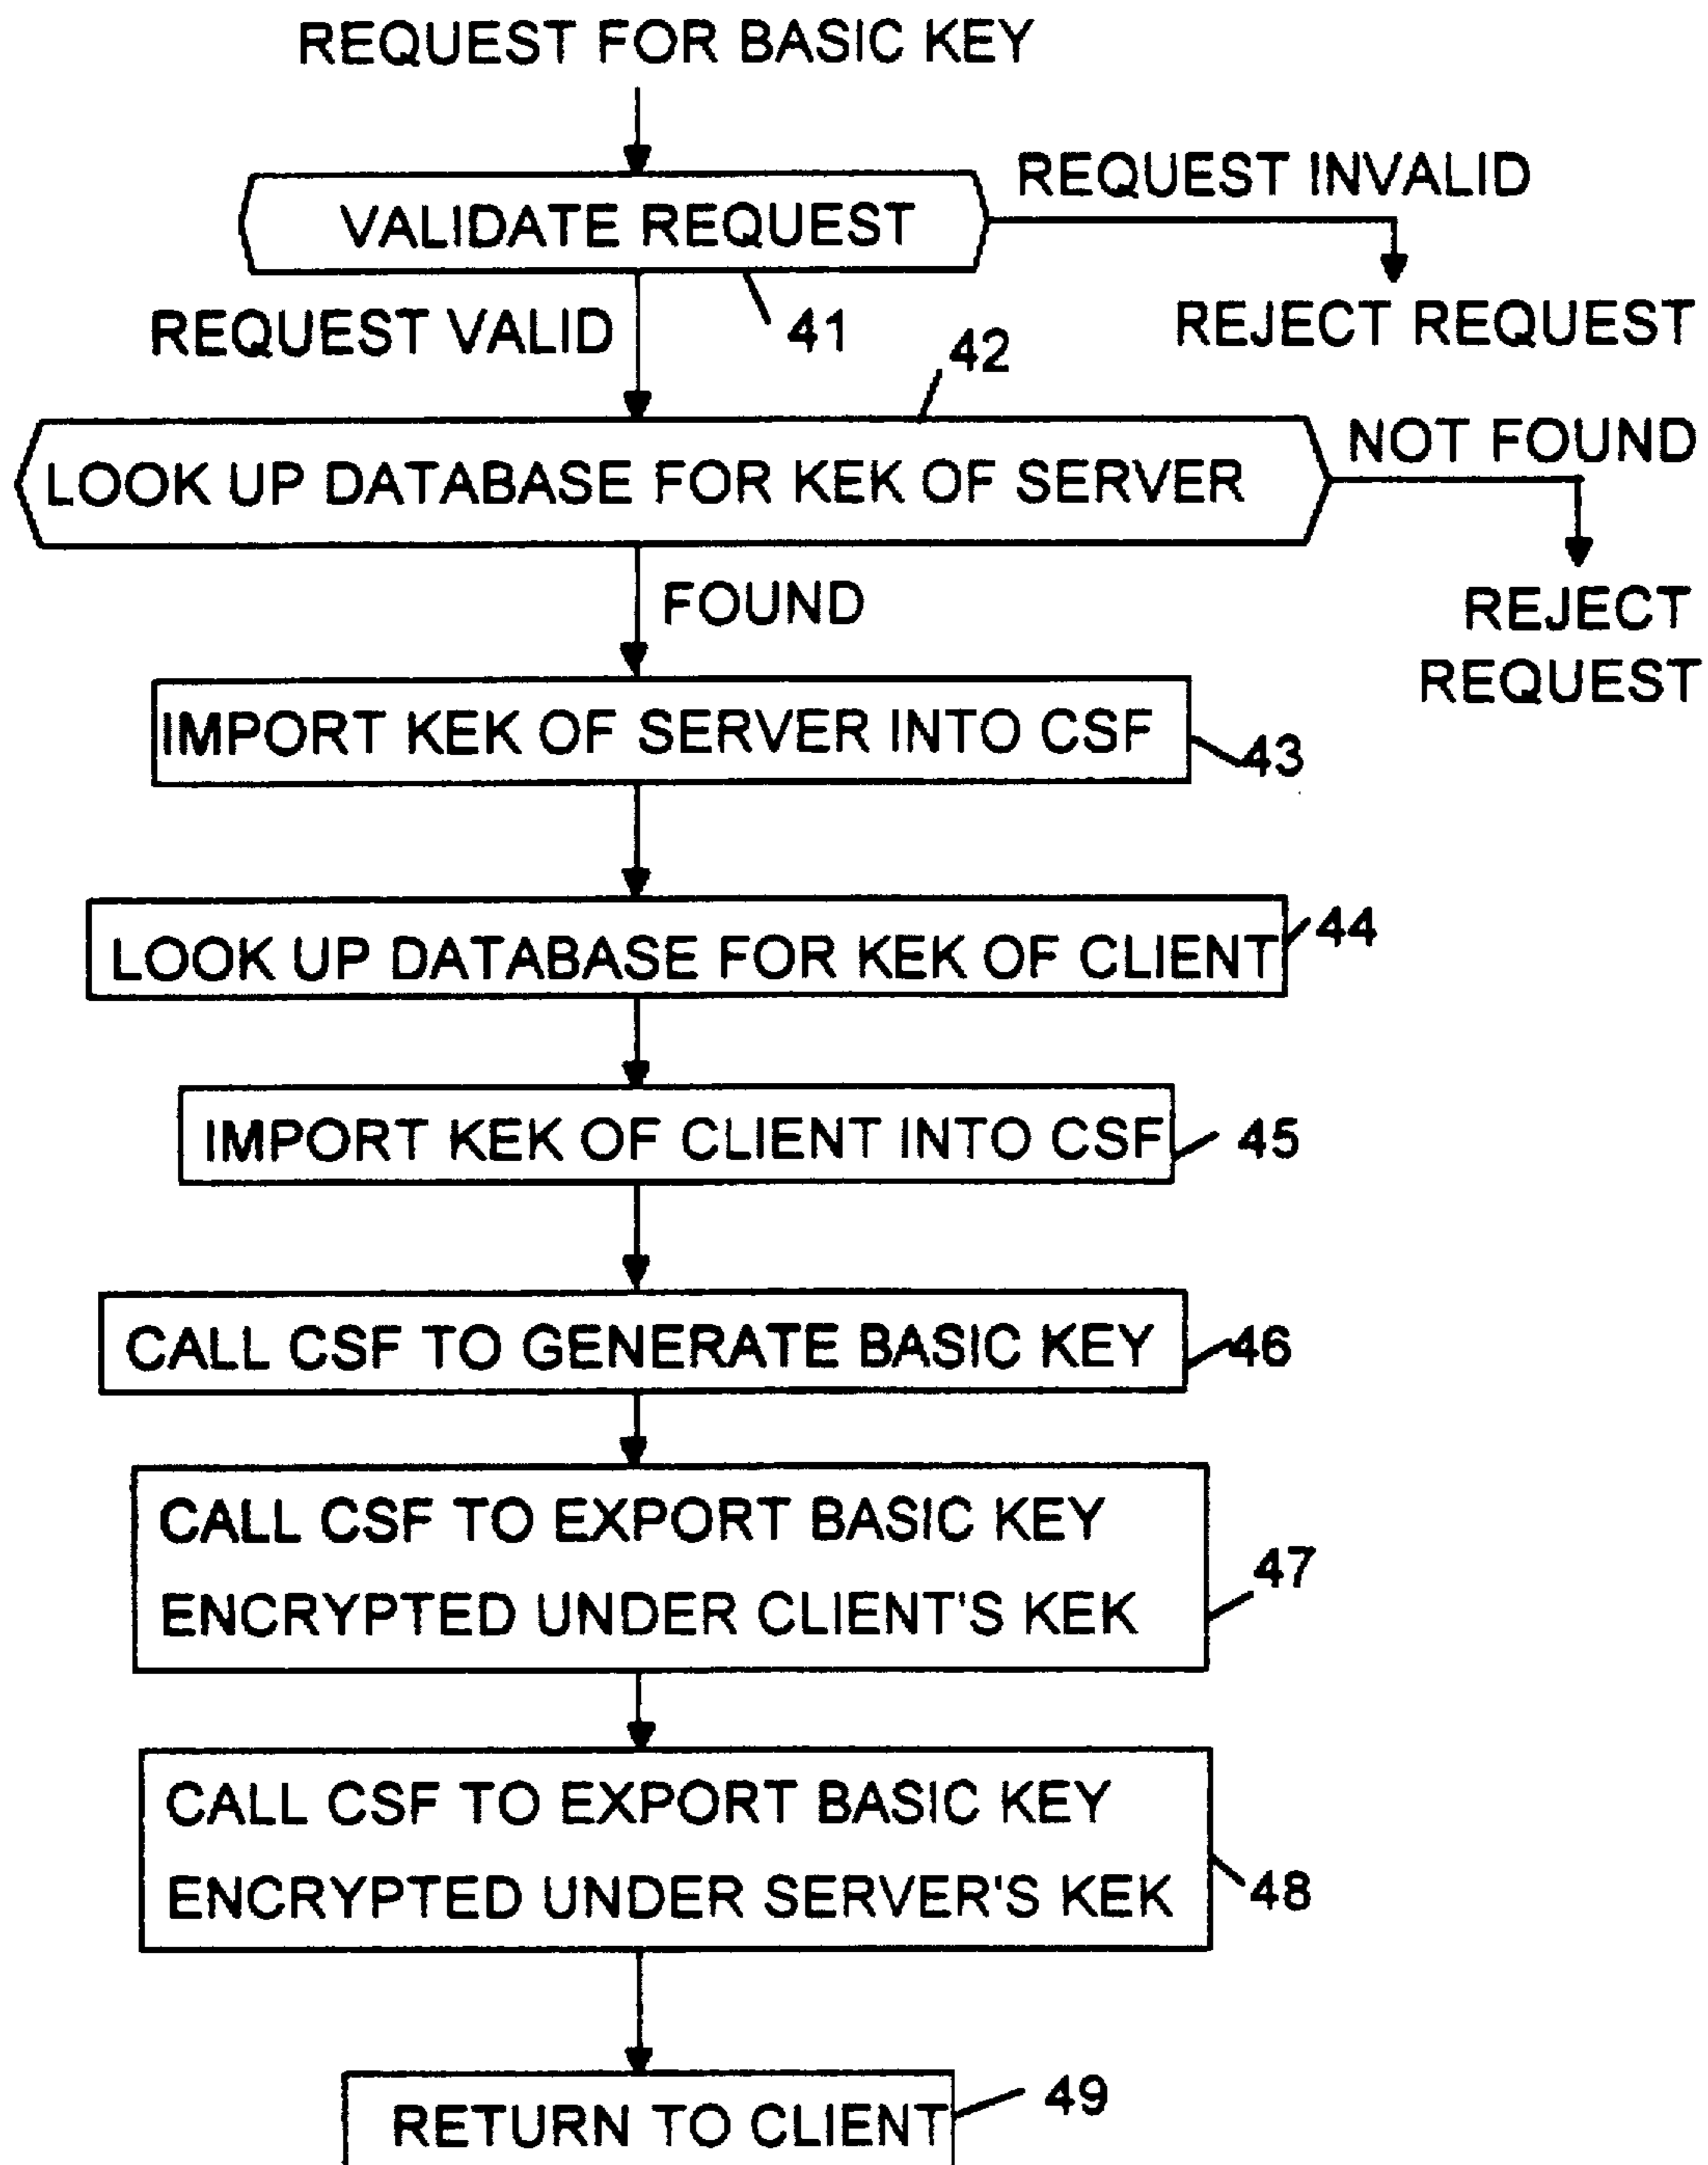 REQUEST FOR BASIC KEY
REQUEST INVALID
VALIDATE REQUEST
REQUEST VALID
41
REJECT REQUEST
42
NOT FOUND
LOOK UP DATABASE FOR KEK OF SERVER
FOUND
REJECT
REQUEST
IMPORT KEK OF SERVER INTO CSF
43
LOOK UP DATABASE FOR KEK OF CLIENT
44
IMPORT KEK OF CLIENT INTO CSF
45
CALL CSF TO GENERATE BASIC KEY
46
CALL CSF TO EXPORT BASIC KEY
ENCRYPTED UNDER CLIENT'S KEK
47
CALL CSF TO EXPORT BASIC KEY
ENCRYPTED UNDER SERVER'S KEK
48
RETURN TO CLIENT
49